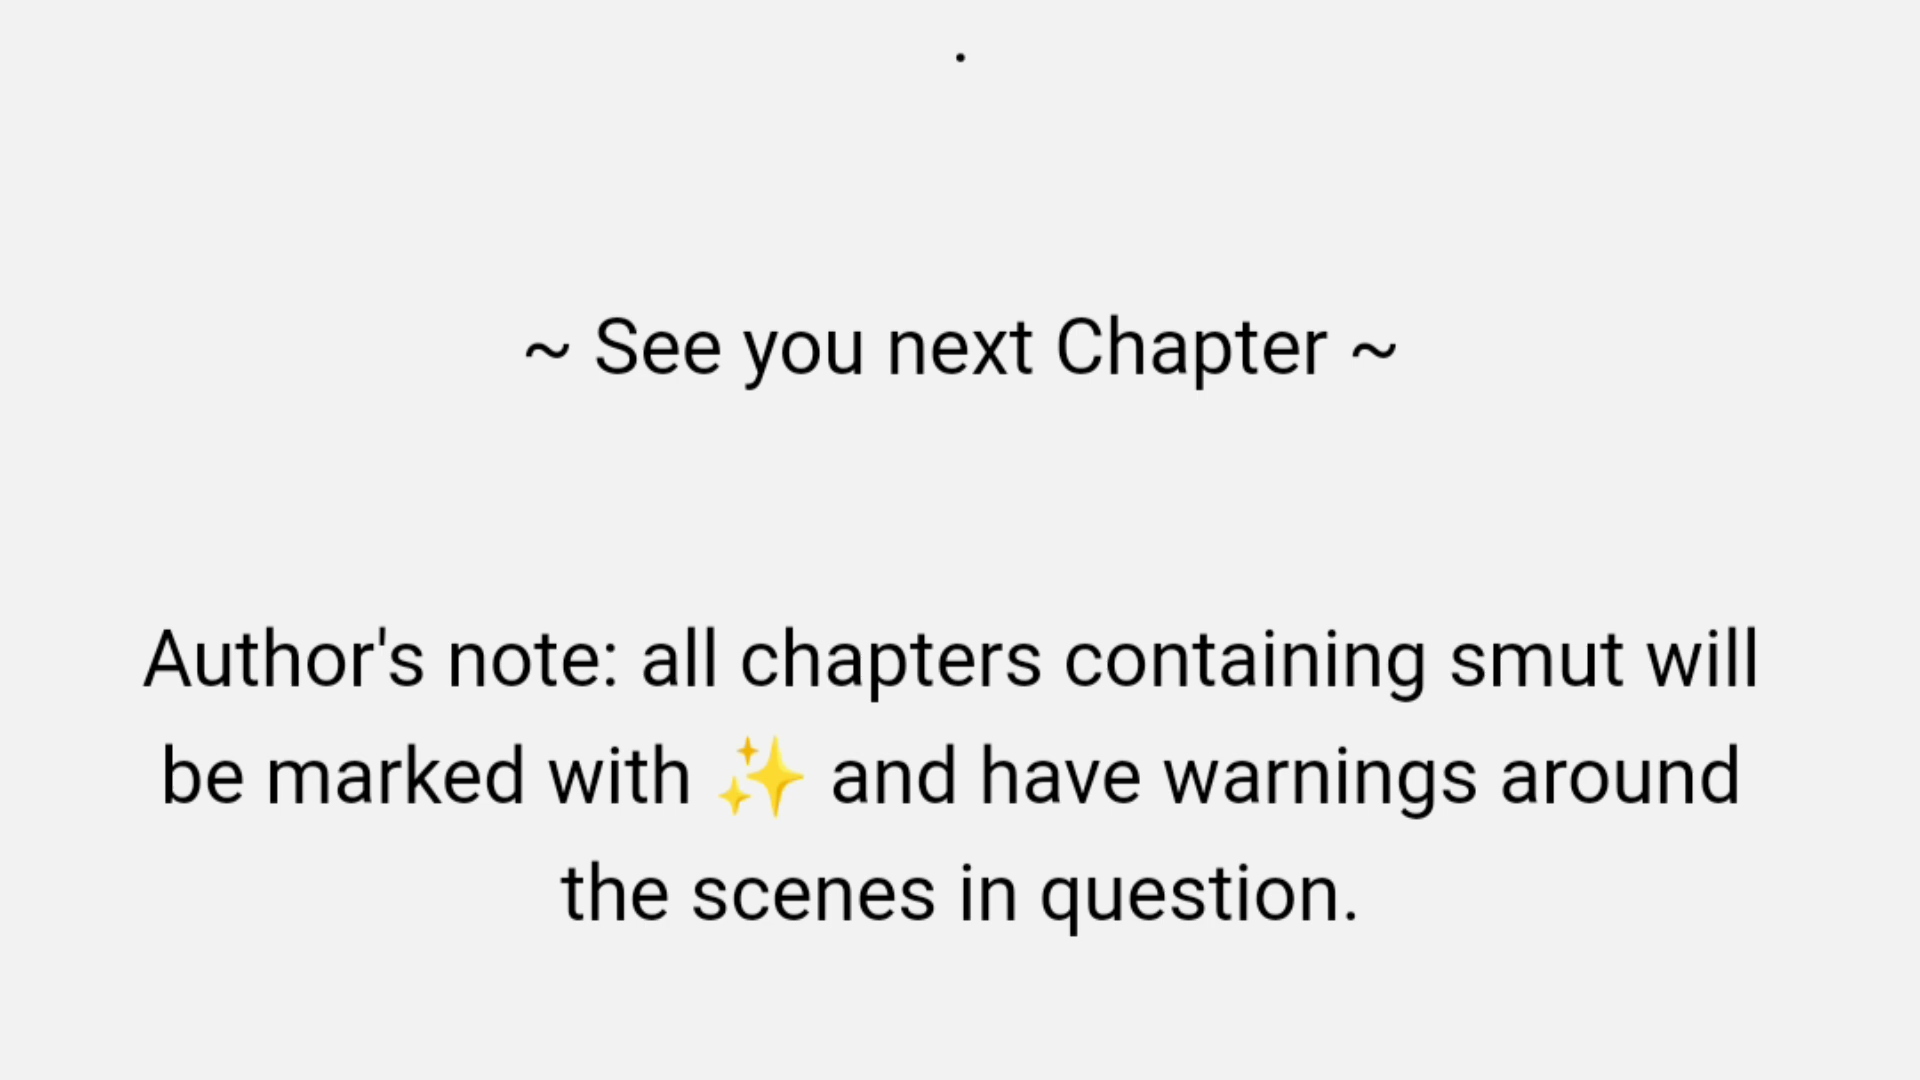 .
~ See you next Chapter ~
Author's note: all chapters containing smut will
be marked with ✨ and have warnings around
the scenes in question.